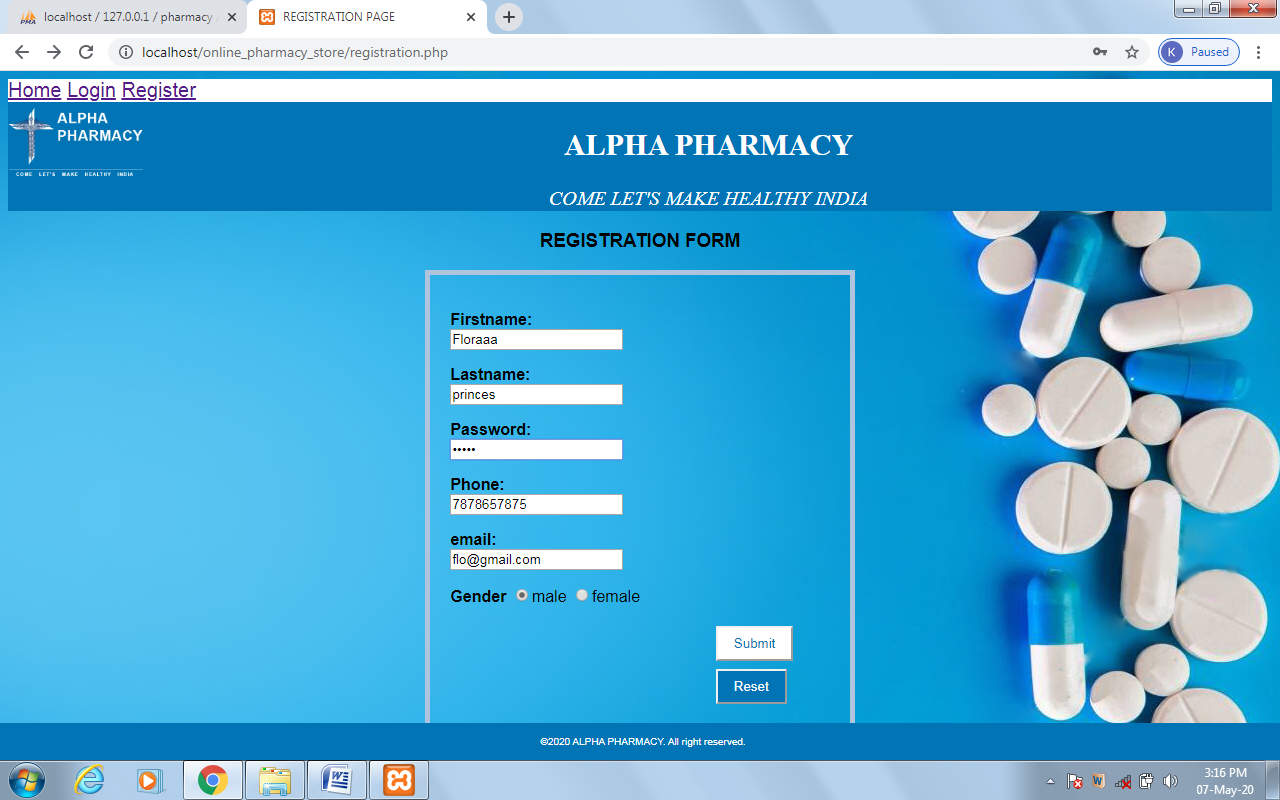 localhost / 127.0.0.1 / pharmacy
REGISTRATION PAGE
localhost/online_pharmacy_store/registration.php
K Paused
Home Login Register
ALPHA
PHARMACY
COME LET'S MAKE HEALTHY INDIA
ALPHA PHARMACY
COME LET'S MAKE HEALTHY INDIA
REGISTRATION FORM
Firstname:
Floraaa
Lastname:
princes
Password:
•••••
Phone:
7878657875
email:
flo@gmail.com
Gender male female
Submit
Reset
©2020 ALPHA PHARMACY. All right reserved.
3:16 PM
07-May-20